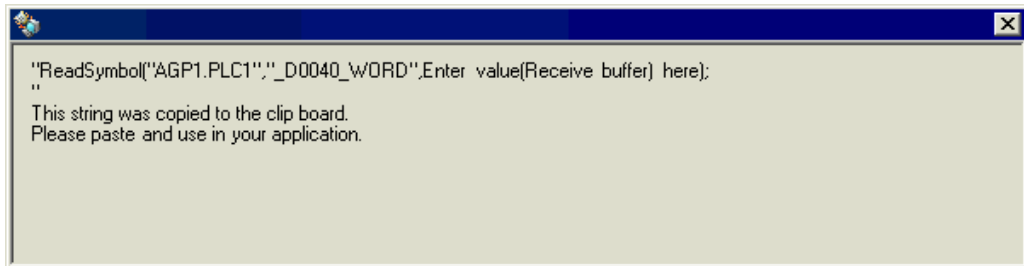 "ReadSymbol("AGP1.PLC1","_D0040_WORD",Enter value(Receive buffer) here);
"
This string was copied to the clip board.
Please paste and use in your application.